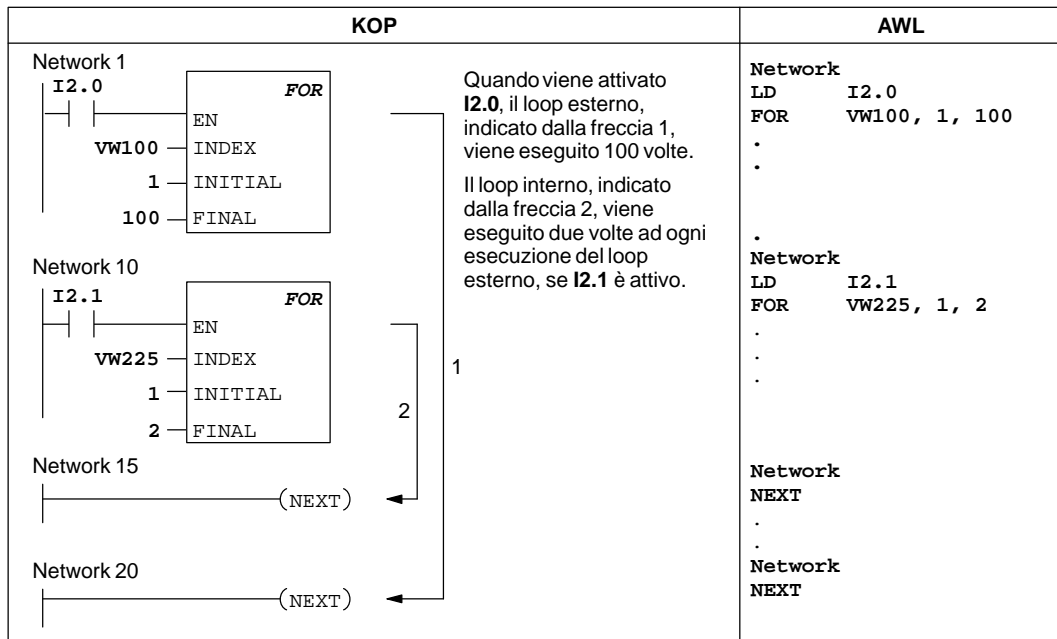 KOP
AWL
Network 1
I2.0
FOR
EN
VW100
INDEX
1
INITIAL
100
FINAL
Quando viene attivato
I2.0, il loop esterno,
indicato dalla freccia 1,
viene eseguito 100 volte.
Il loop interno, indicato
dalla freccia 2, viene
eseguito due volte ad ogni
esecuzione del loop
esterno, se I2.1 è attivo.
Network 10
I2.1
FOR
EN
VW225
INDEX
1
INITIAL
2
FINAL
1
2
Network 15
(NEXT)
Network 20
(NEXT)
Network
LD I2.0
FOR VW100, 1, 100
.
.
.
Network
LD I2.1
FOR VW225, 1, 2
.
.
.
Network
NEXT
.
.
Network
NEXT